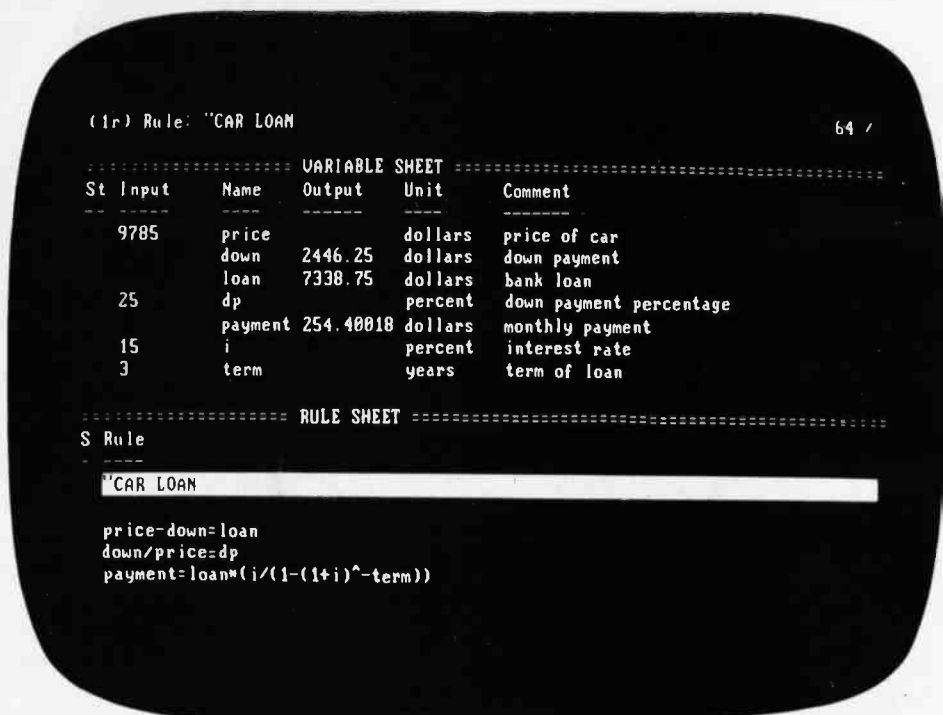 (1r) Rule: "CAR LOAN 64 /
==================== VARIABLE SHEET ==========================================
St Input Name Output Unit Comment
-- ----- ---- ------ ---- -------
9785 price dollars price of car
down 2446.25 dollars down payment
loan 7338.75 dollars bank loan
25 dp percent down payment percentage
payment 254.40018 dollars monthly payment
15 i percent interest rate
3 term years term of loan
==================== RULE SHEET ==============================================
S Rule
- ----
"CAR LOAN
price-down=loan
down/price=dp
payment=loan*(i/(1-(1+i)^-term))